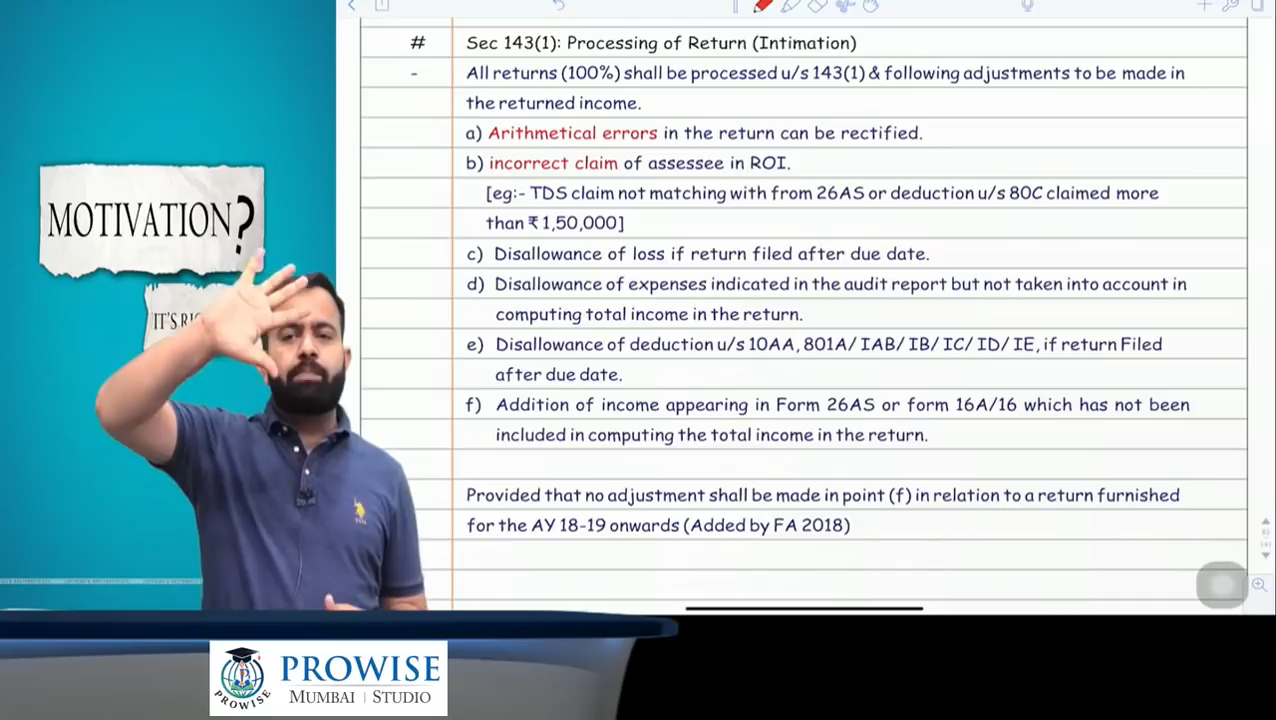 # Sec 143(1): Processing of Return (Intimation)
- All returns (100%) shall be processed u/s 143(1) & following adjustments to be made in
the returned income.
a) Arithmetical errors in the return can be rectified.
b) incorrect claim of assessee in ROI.
[eg:- TDS claim not matching with from 26AS or deduction u/s 80C claimed more
than ₹ 1,50,000]
c) Disallowance of loss if return filed after due date.
d) Disallowance of expenses indicated in the audit report but not taken into account in
computing total income in the return.
e) Disallowance of deduction u/s 10AA, 801A/ IAB/ IB/ IC/ ID/ IE, if return Filed
after due date.
f) Addition of income appearing in Form 26AS or form 16A/16 which has not been
included in computing the total income in the return.
Provided that no adjustment shall be made in point (f) in relation to a return furnished
for the AY 18-19 onwards (Added by FA 2018)
MOTIVATION?
IT'S
PROWISE
PROWISE
MUMBAI | STUDIO